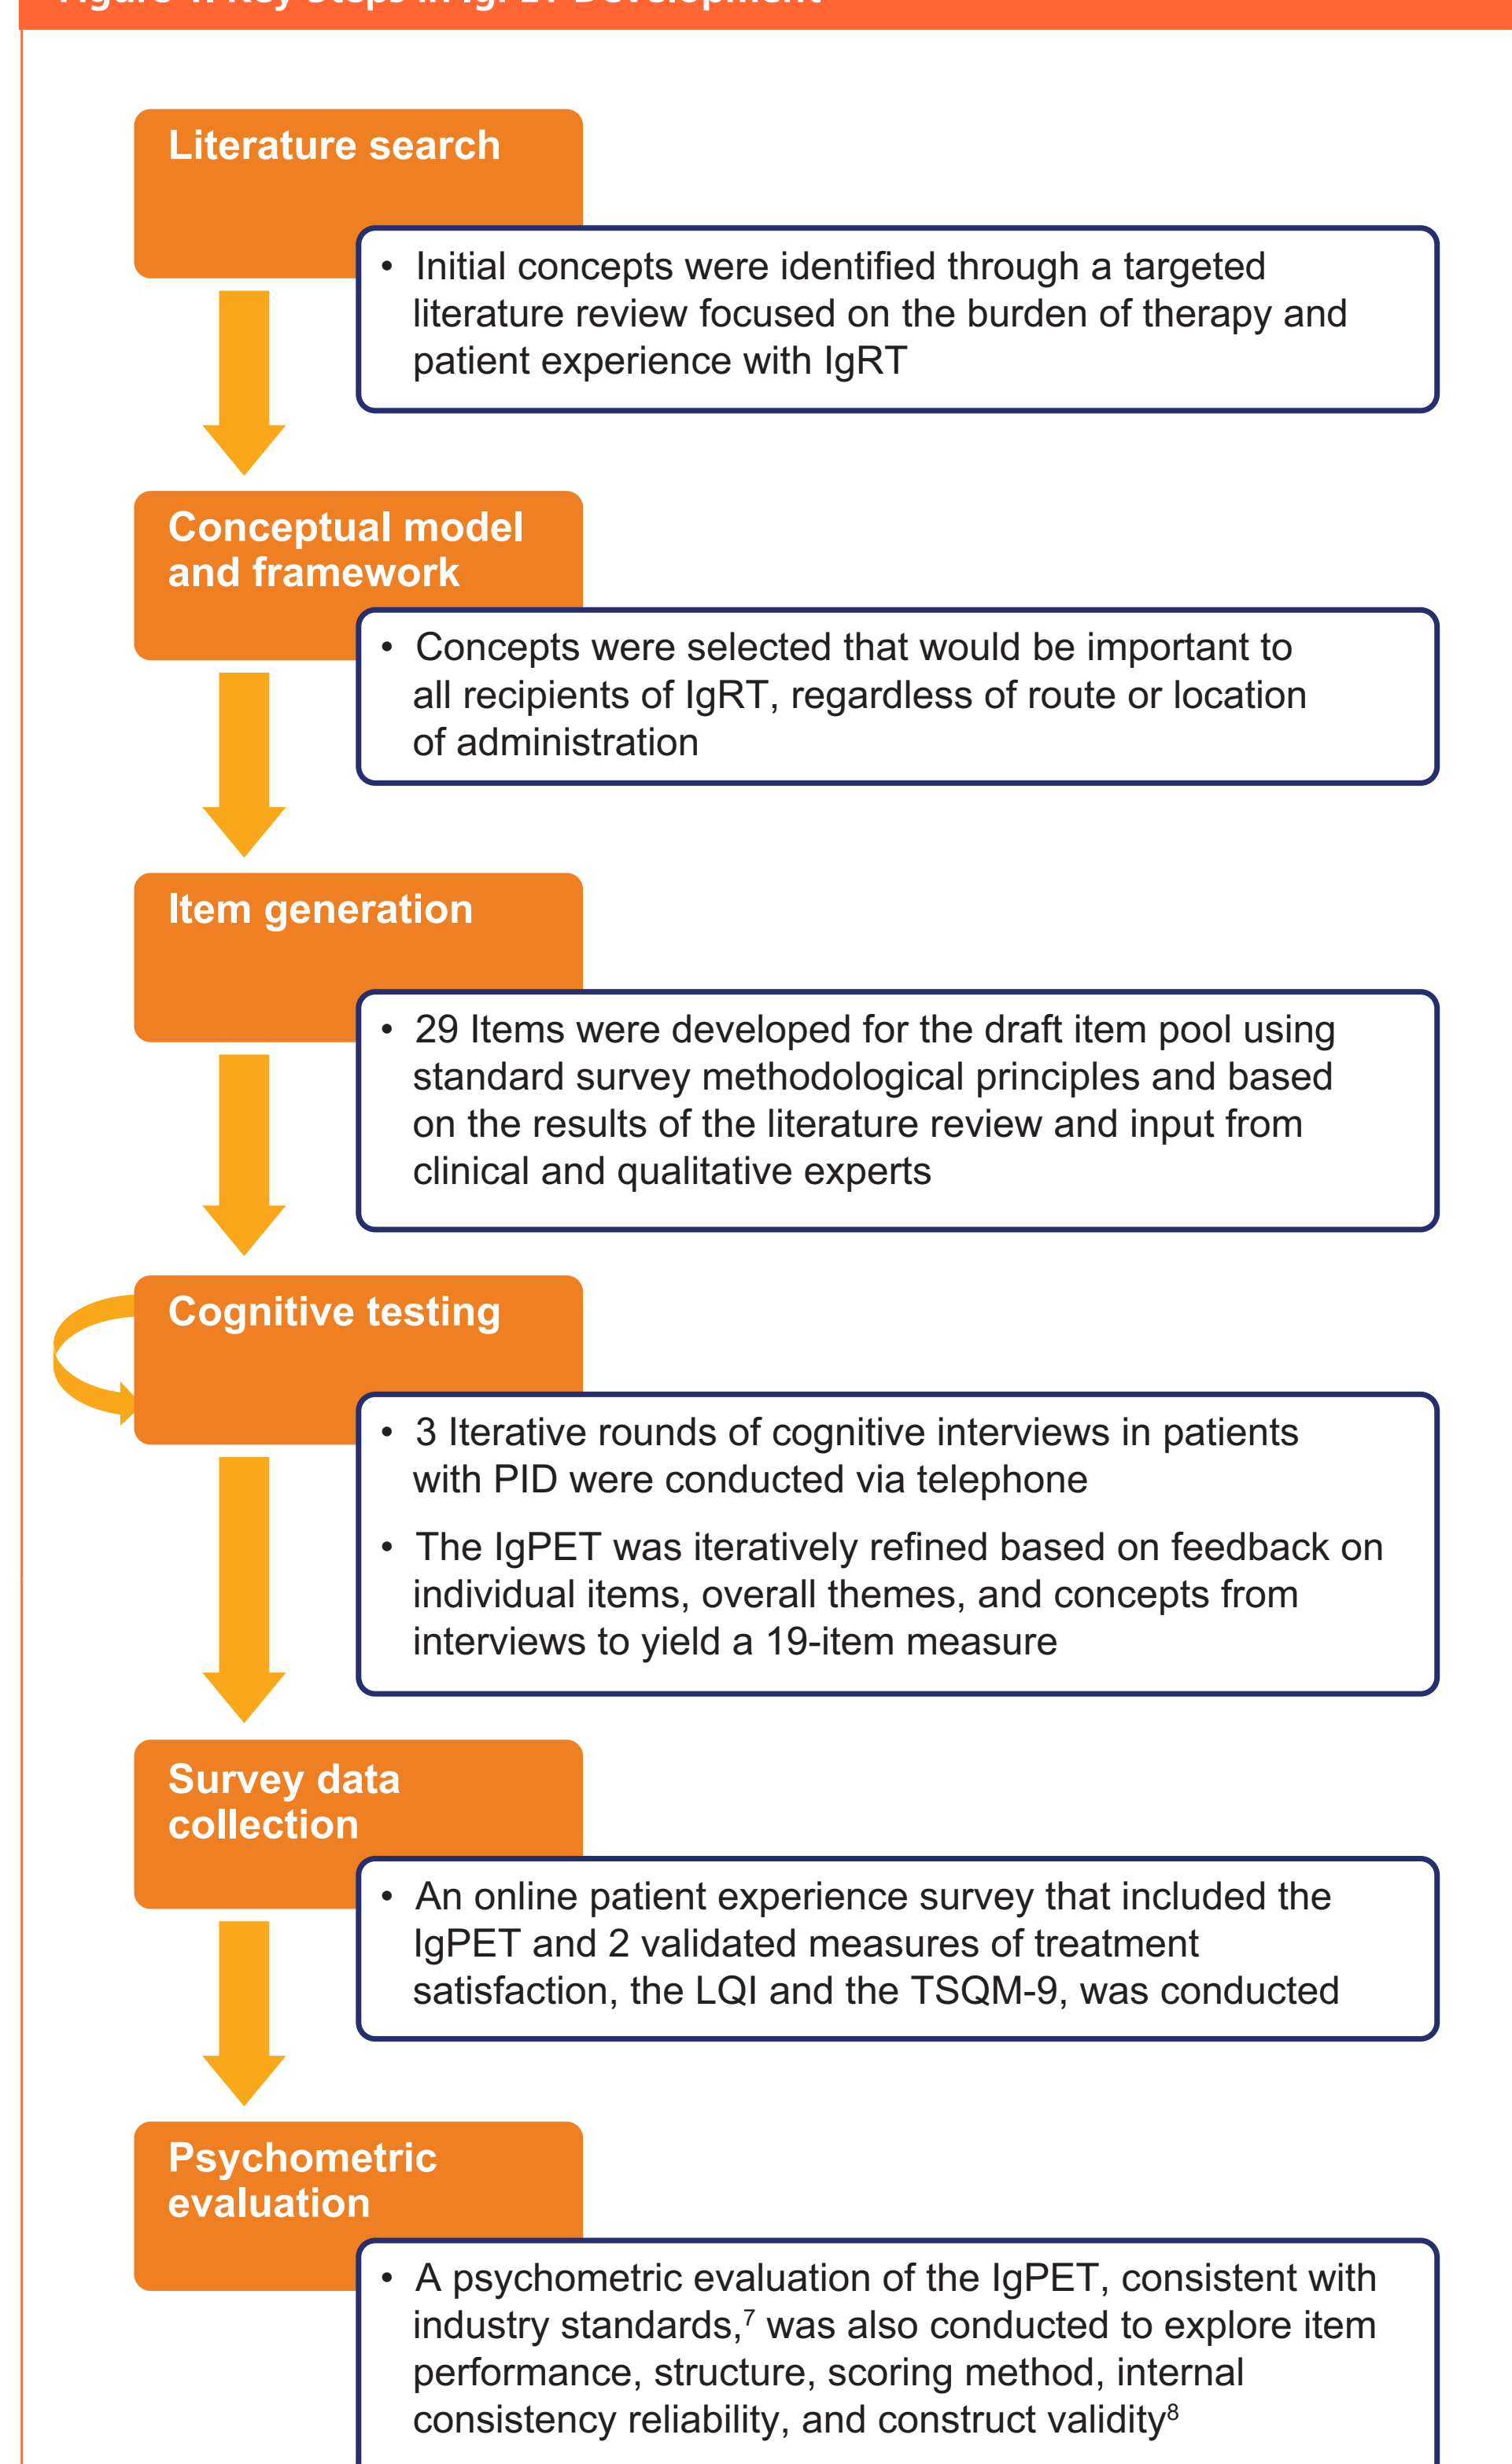 Figure 1. Key Steps in IgPET Development
Literature search
• Initial concepts were identified through a targeted
literature review focused on the burden of therapy and
patient experience with IgRT
Conceptual model
and framework
• Concepts were selected that would be important to
all recipients of IgRT, regardless of route or location
of administration
Item generation
• 29 Items were developed for the draft item pool using
standard survey methodological principles and based
on the results of the literature review and input from
clinical and qualitative experts
Cognitive testing
• 3 Iterative rounds of cognitive interviews in patients
with PID were conducted via telephone
• The IgPET was iteratively refined based on feedback on
individual items, overall themes, and concepts from
interviews to yield a 19-item measure
Survey data
collection
• An online patient experience survey that included the
IgPET and 2 validated measures of treatment
satisfaction, the LQI and the TSQM-9, was conducted
Psychometric
evaluation
• A psychometric evaluation of the IgPET, consistent with
industry standards,⁷ was also conducted to explore item
performance, structure, scoring method, internal
consistency reliability, and construct validity⁸